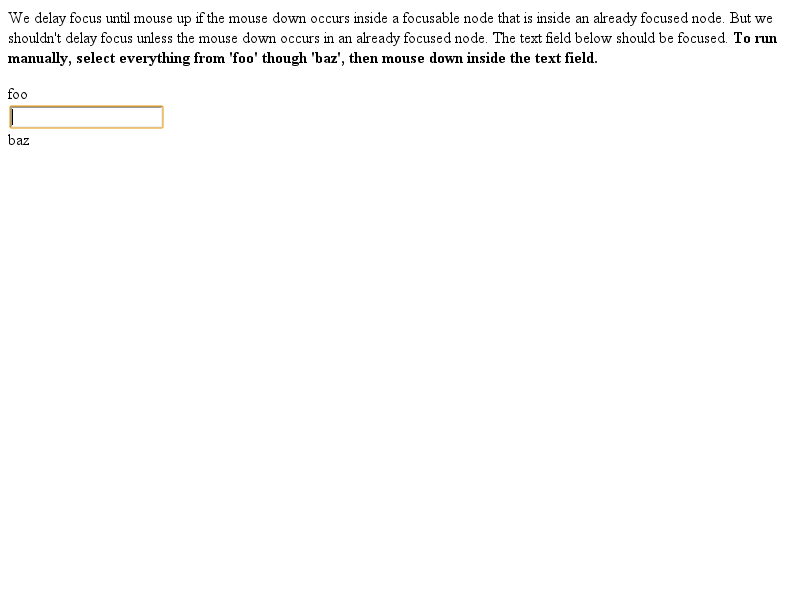 We delay focus until mouse up if the mouse down occurs inside a focusable node that is inside an already focused node. But we
shouldn't delay focus unless the mouse down occurs in an already focused node. The text field below should be focused. To run
manually, select everything from 'foo' though 'baz', then mouse down inside the text field.
foo
baz